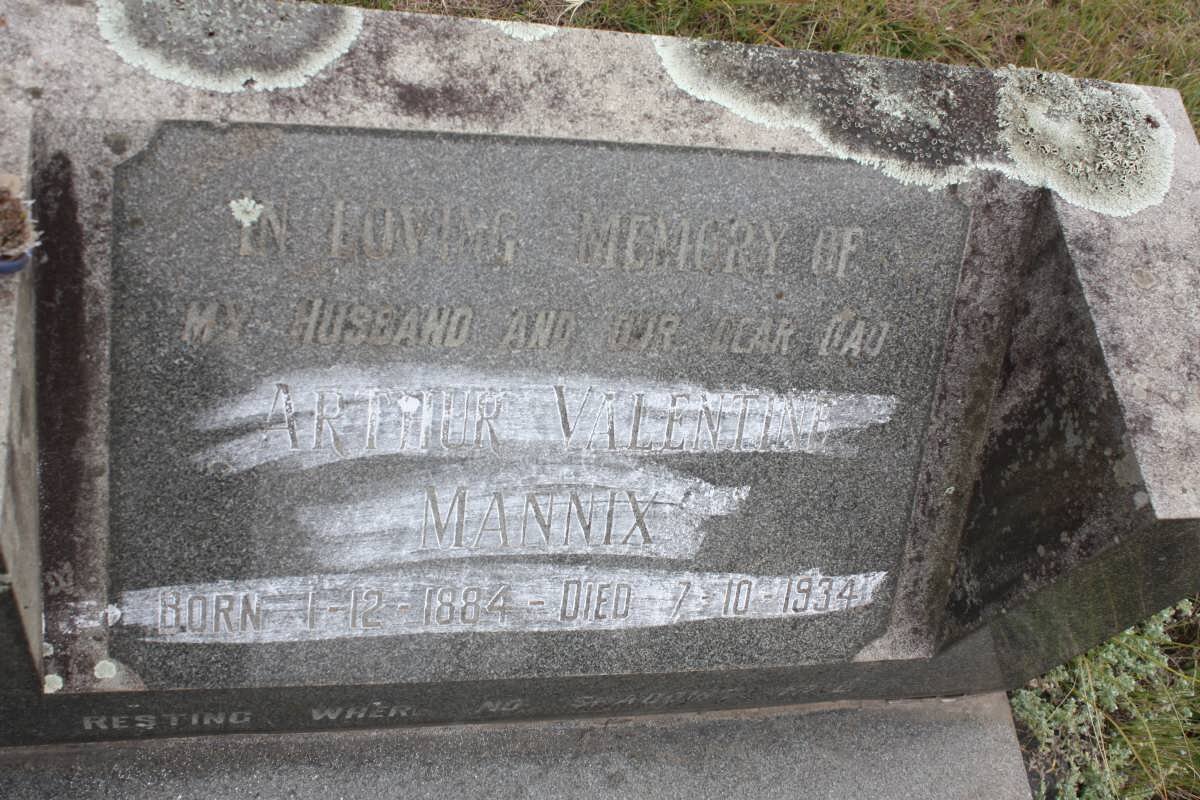 IN LOVING MEMORY OF
MY HUSBAND AND OUR DEAR DAD
ARTHUR VALENTINE
MANNIX
BORN 1-12-1884 - DIED 7-10-1934
RESTING WHERE NO SHADOWS FALL